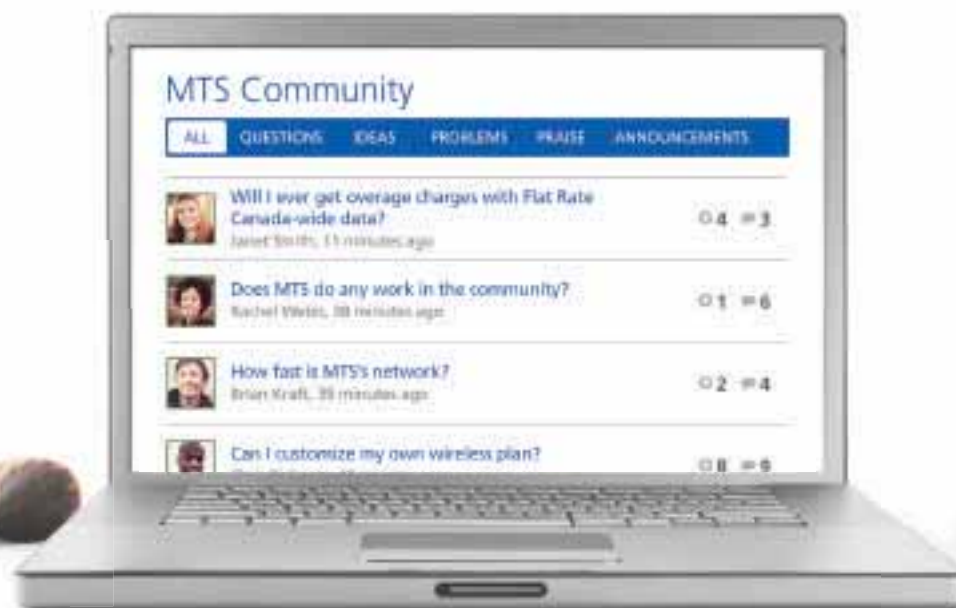 MTS Community
ALL QUESTIONS IDEAS PROBLEMS PRAISE ANNOUNCEMENTS
Will I ever get overage charges with Flat Rate
Canada-wide data?
4 3
Janet Smith, 11 minutes ago
Does MTS do any work in the community?
1 6
Rachel minutes ago
How fast is MTS's network?
2 4
Brian Kraft, 39 minutes ago
Can I customize my own wireless plan?
8 9